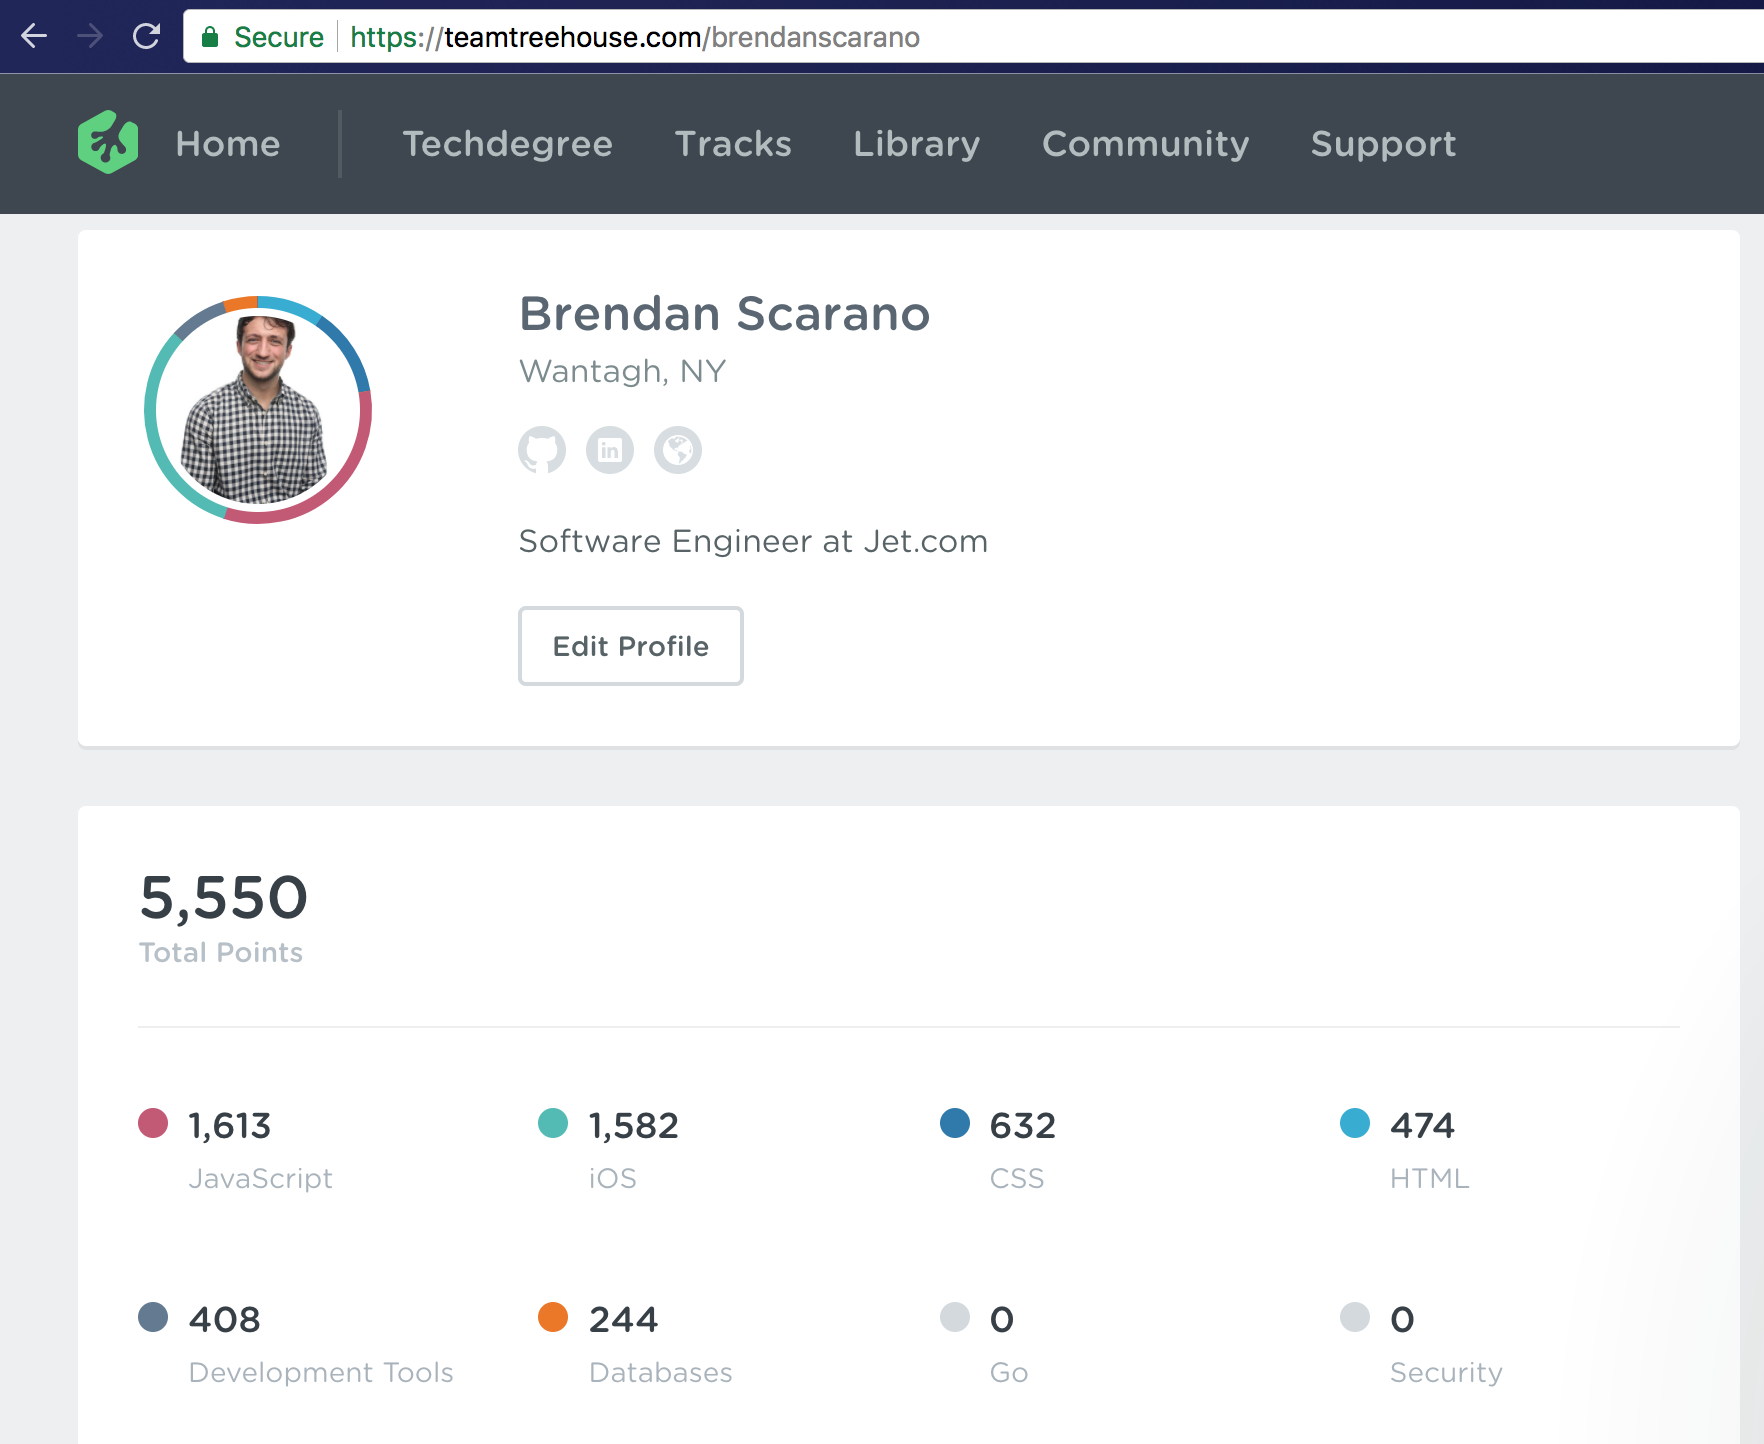 Secure https://teamtreehouse.com/brendanscarano
Home Techdegree Tracks Library Community Support
Brendan Scarano
Wantagh, NY
in
Software Engineer at Jet.com
Edit Profile
5,550
Total Points
1,613 1,582 632 474
JavaScript iOS CSS HTML
408 244 0 0
Development Tools Databases Go Security